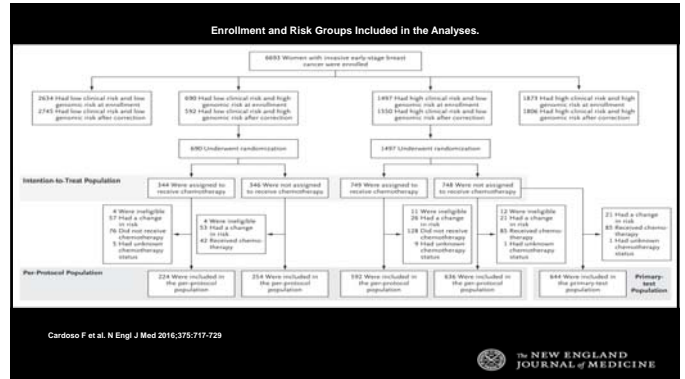 Enrollment and Risk Groups Included in the Analyses.
6693 Women with invasive early-stage breast
cancer were enrolled
2634 Had low clinical risk and low
genomic risk at enrollment
2745 Had low clinical risk and low
genomic risk after correction
690 Had low clinical risk and high
genomic risk at enrollment
592 Had low clinical risk and high
genomic risk after correction
1497 Had high clinical risk and low
genomic risk at enrollment
1550 Had high clinical risk and low
genomic risk after correction
1873 Had high clinical risk and high
genomic risk at enrollment
1806 Had high clinical risk and high
genomic risk after correction
690 Underwent randomization
1497 Underwent randomization
Intention-to-Treat Population
344 Were assigned to
receive chemotherapy
346 Were not assigned
to receive chemotherapy
749 Were assigned to
receive chemotherapy
748 Were not assigned
to receive chemotherapy
4 Were ineligible
57 Had a change
in risk
76 Did not receive
chemotherapy
5 Had unknown
chemotherapy
status
4 Were ineligible
53 Had a change
in risk
42 Received chemo-
therapy
11 Were ineligible
26 Had a change
in risk
128 Did not receive
chemotherapy
9 Had unknown
chemotherapy
status
12 Were ineligible
21 Had a change
in risk
85 Received
chemotherapy
1 Had unknown
chemotherapy
status
21 Had a change
in risk
83 Received chemo-
therapy
1 Had unknown
chemotherapy
status
Per-Protocol Population
224 Were included in
the per-protocol
population
254 Were included in
the per-protocol
population
592 Were included in
the per-protocol
population
636 Were included in
the per-protocol
population
644 Were included in
the primary-test
population
Primary-
test
Population
Cardoso F et al. N Engl J Med 2016;375:717-729
The NEW ENGLAND
JOURNAL of MEDICINE